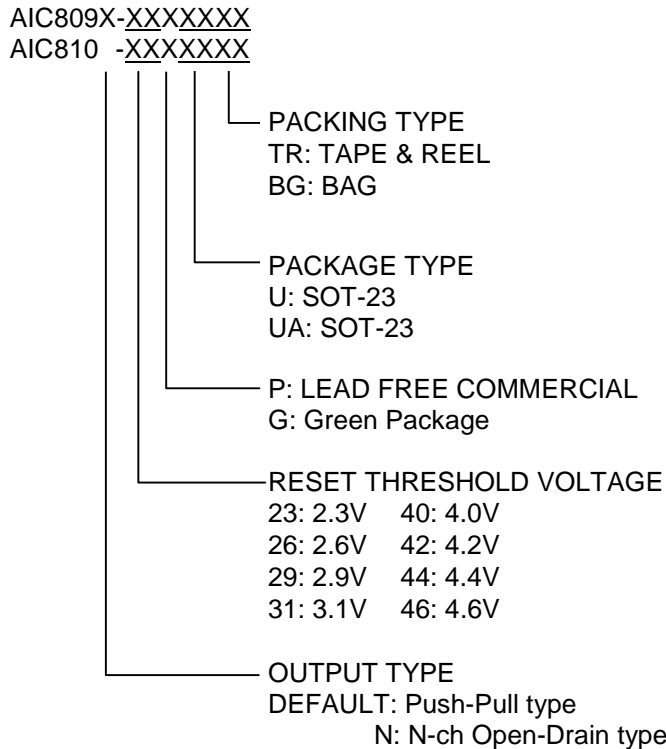 AIC809X-XXXXXXX
AIC810 -XXXXXXX
PACKING TYPE
TR: TAPE & REEL
BG: BAG
PACKAGE TYPE
U: SOT-23
UA: SOT-23
P: LEAD FREE COMMERCIAL
G: Green Package
RESET THRESHOLD VOLTAGE
23: 2.3V 40: 4.0V
26: 2.6V 42: 4.2V
29: 2.9V 44: 4.4V
31: 3.1V 46: 4.6V
OUTPUT TYPE
DEFAULT: Push-Pull type
N: N-ch Open-Drain type